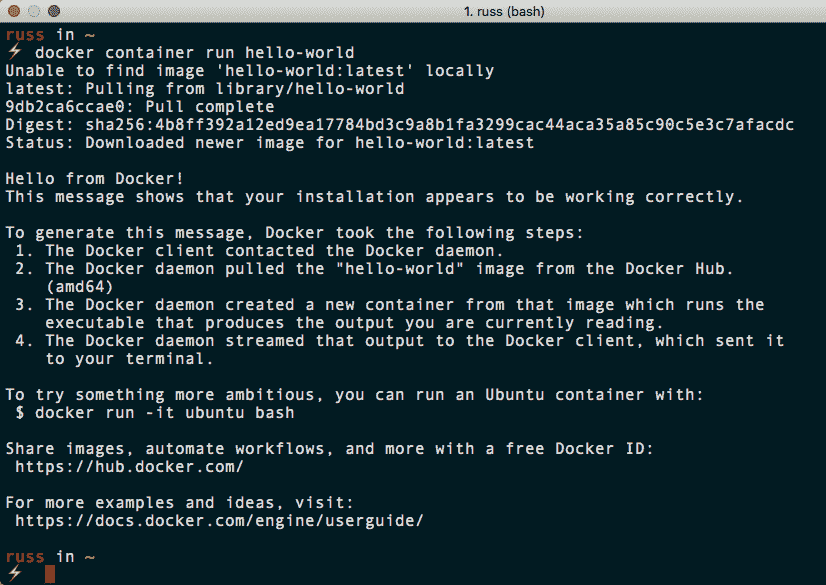 1. russ (bash)
russ in ~
⚡ docker container run hello-world
Unable to find image 'hello-world:latest' locally
latest: Pulling from library/hello-world
9db2ca6ccae0: Pull complete
Digest: sha256:4b8ff392a12ed9ea17784bd3c9a8b1fa3299cac44aca35a85c90c5e3c7afacdc
Status: Downloaded newer image for hello-world:latest

Hello from Docker!
This message shows that your installation appears to be working correctly.

To generate this message, Docker took the following steps:
 1. The Docker client contacted the Docker daemon.
 2. The Docker daemon pulled the "hello-world" image from the Docker Hub.
    (amd64)
 3. The Docker daemon created a new container from that image which runs the
    executable that produces the output you are currently reading.
 4. The Docker daemon streamed that output to the Docker client, which sent it
    to your terminal.

To try something more ambitious, you can run an Ubuntu container with:
 $ docker run -it ubuntu bash

Share images, automate workflows, and more with a free Docker ID:
 https://hub.docker.com/

For more examples and ideas, visit:
 https://docs.docker.com/engine/userguide/

russ in ~
⚡